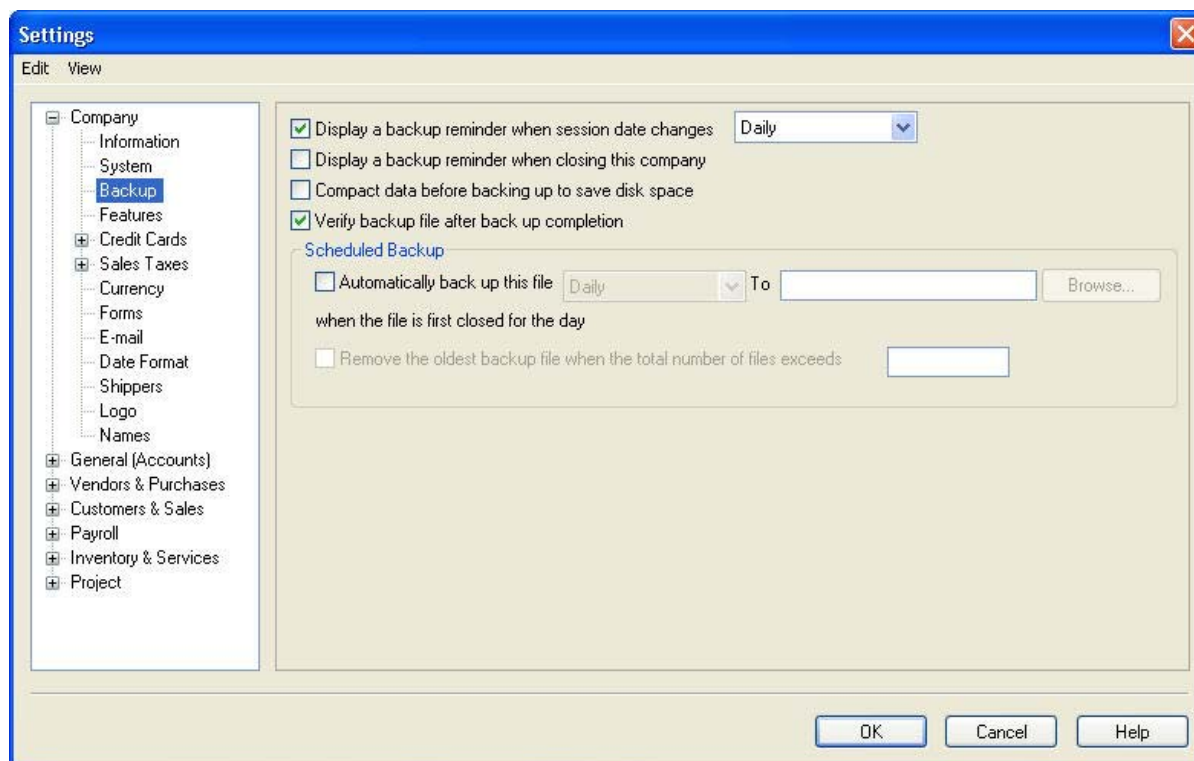 Settings
Edit View
Company
Information
System
Backup
Features
Credit Cards
Sales Taxes
Currency
Forms
E-mail
Date Format
Shippers
Logo
Names
General (Accounts)
Vendors & Purchases
Customers & Sales
Payroll
Inventory & Services
Project
Display a backup reminder when session date changes Daily
Display a backup reminder when closing this company
Compact data before backing up to save disk space
Verify backup file after back up completion
Scheduled Backup
Automatically back up this file Daily To Browse...
when the file is first closed for the day
Remove the oldest backup file when the total number of files exceeds
OK Cancel Help